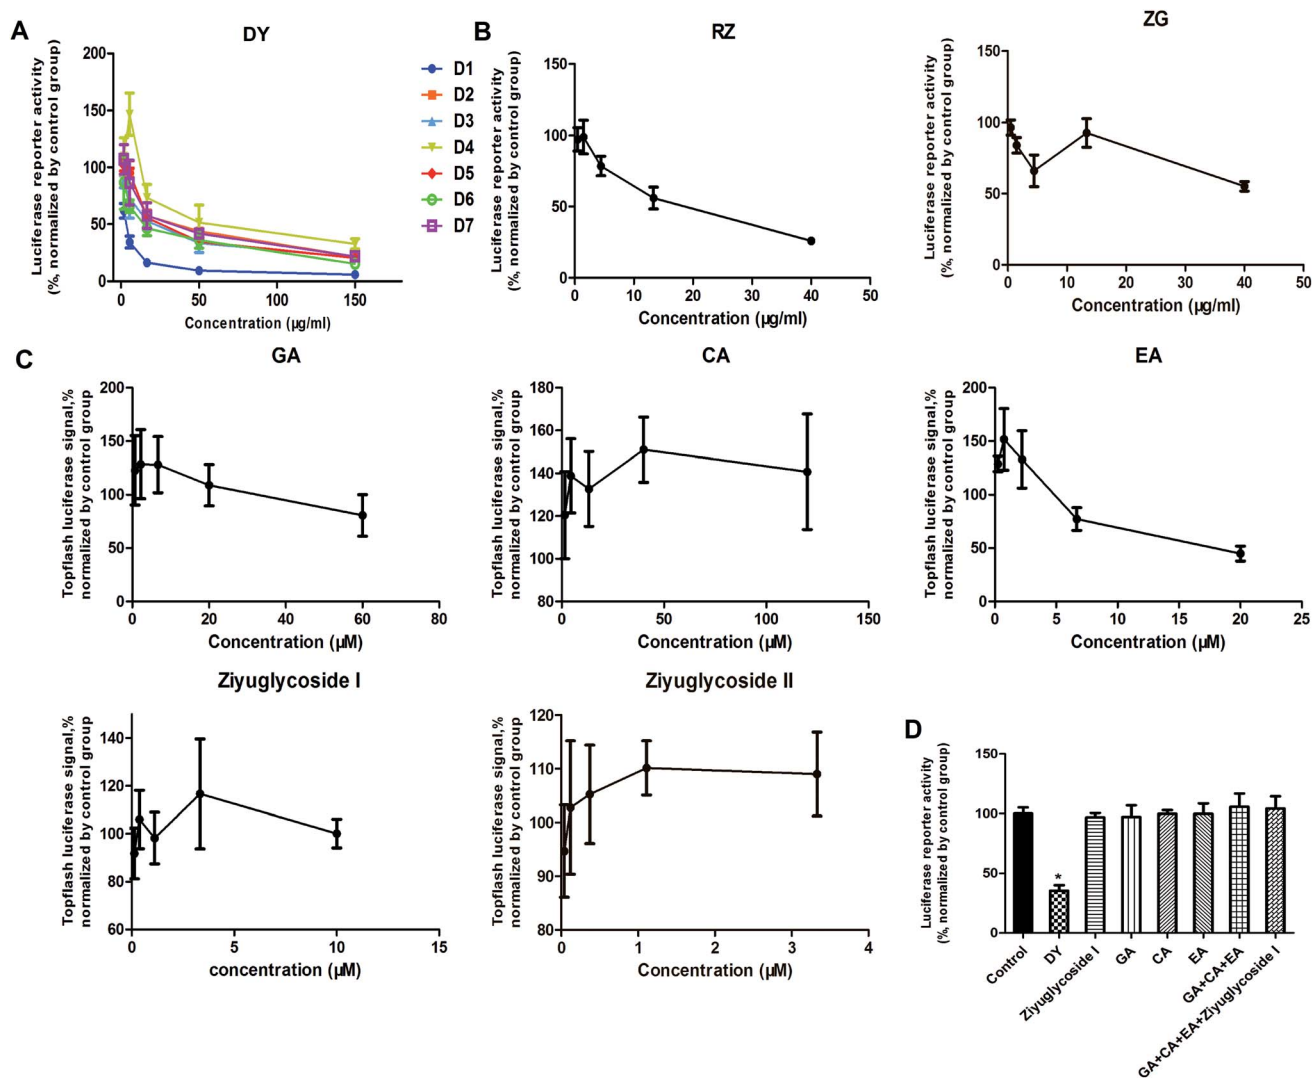 A
DY
Luciferase reporter activity
(%, normalized by control group)
200
150
100
50
0
0
50
100
150
Concentration (µg/ml)
D1
D2
D3
D4
D5
D6
D7
B
RZ
Luciferase reporter activity
(%, normalized by control group)
150
100
50
0
0
10
20
30
40
50
Concentration (µg/ml)
ZG
Luciferase reporter activity
(%, normalized by control group)
150
100
50
0
0
10
20
30
40
50
Concentration (µg/ml)
C
GA
Topflash luciferase signal,%
normalized by control group
200
150
100
50
0
0
20
40
60
80
Concentration (µM)
CA
Topflash luciferase signal,%
normalized by control group
180
160
140
120
100
80
0
50
100
150
Concentration (µM)
EA
Topflash luciferase signal,%
normalized by control group
200
150
100
50
0
0
5
10
15
20
25
Concentration (µM)
Ziyuglycoside I
Topflash luciferase signal,%
normalized by control group
140
120
100
80
60
0
5
10
15
concentration (µM)
Ziyuglycoside II
Topflash luciferase signal,%
normalized by control group
120
110
100
90
80
0
1
2
3
4
Concentration (µM)
D
Luciferase reporter activity
(%, normalized by control group)
150
100
50
0
*
Control
DY
Ziyuglycoside I
GA
CA
EA
GA+CA+EA
GA+CA+EA+Ziyuglycoside I